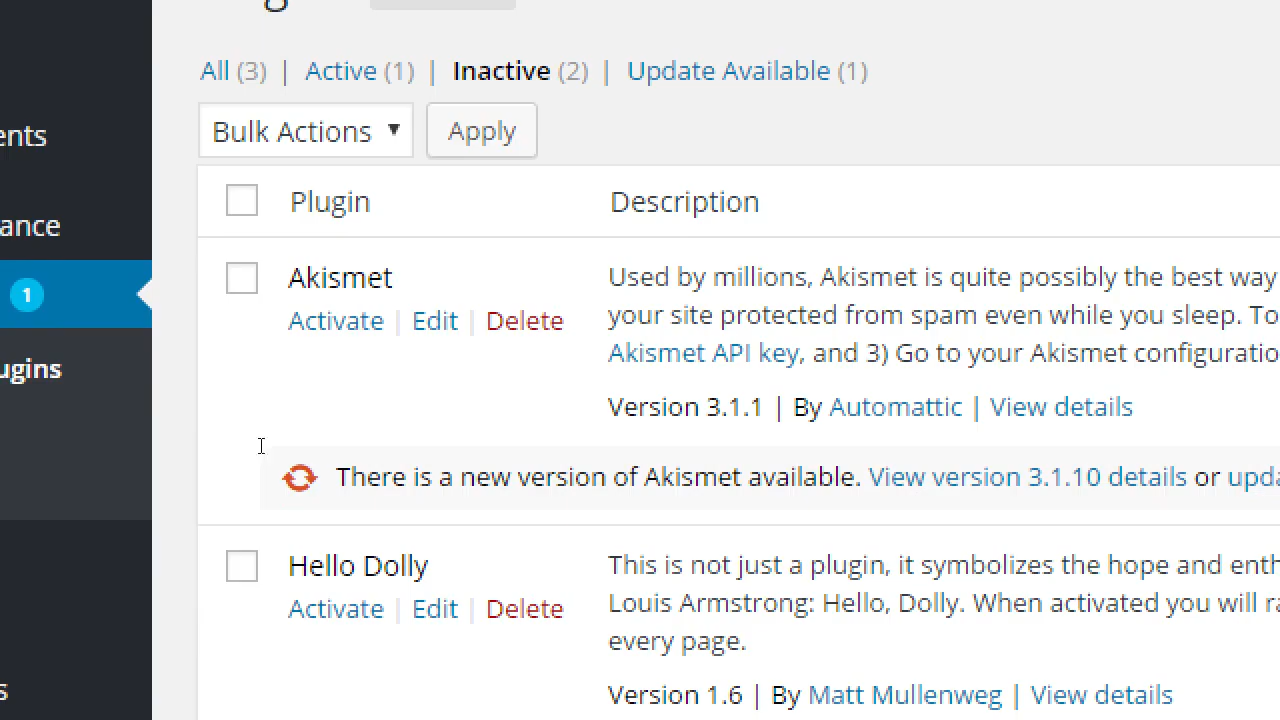 All (3) | Active (1) | Inactive (2) | Update Available (1)
Bulk Actions Apply
ents
Plugin Description
ance
Akismet Used by millions, Akismet is quite possibly the best way
1
Activate | Edit | Delete your site protected from spam even while you sleep. To
Akismet API key, and 3) Go to your Akismet configuratio
ugins
Version 3.1.1 | By Automattic | View details
There is a new version of Akismet available. View version 3.1.10 details or upda
Hello Dolly This is not just a plugin, it symbolizes the hope and enth
Activate | Edit | Delete Louis Armstrong: Hello, Dolly. When activated you will ra
every page.
s
Version 1.6 | By Matt Mullenweg | View details